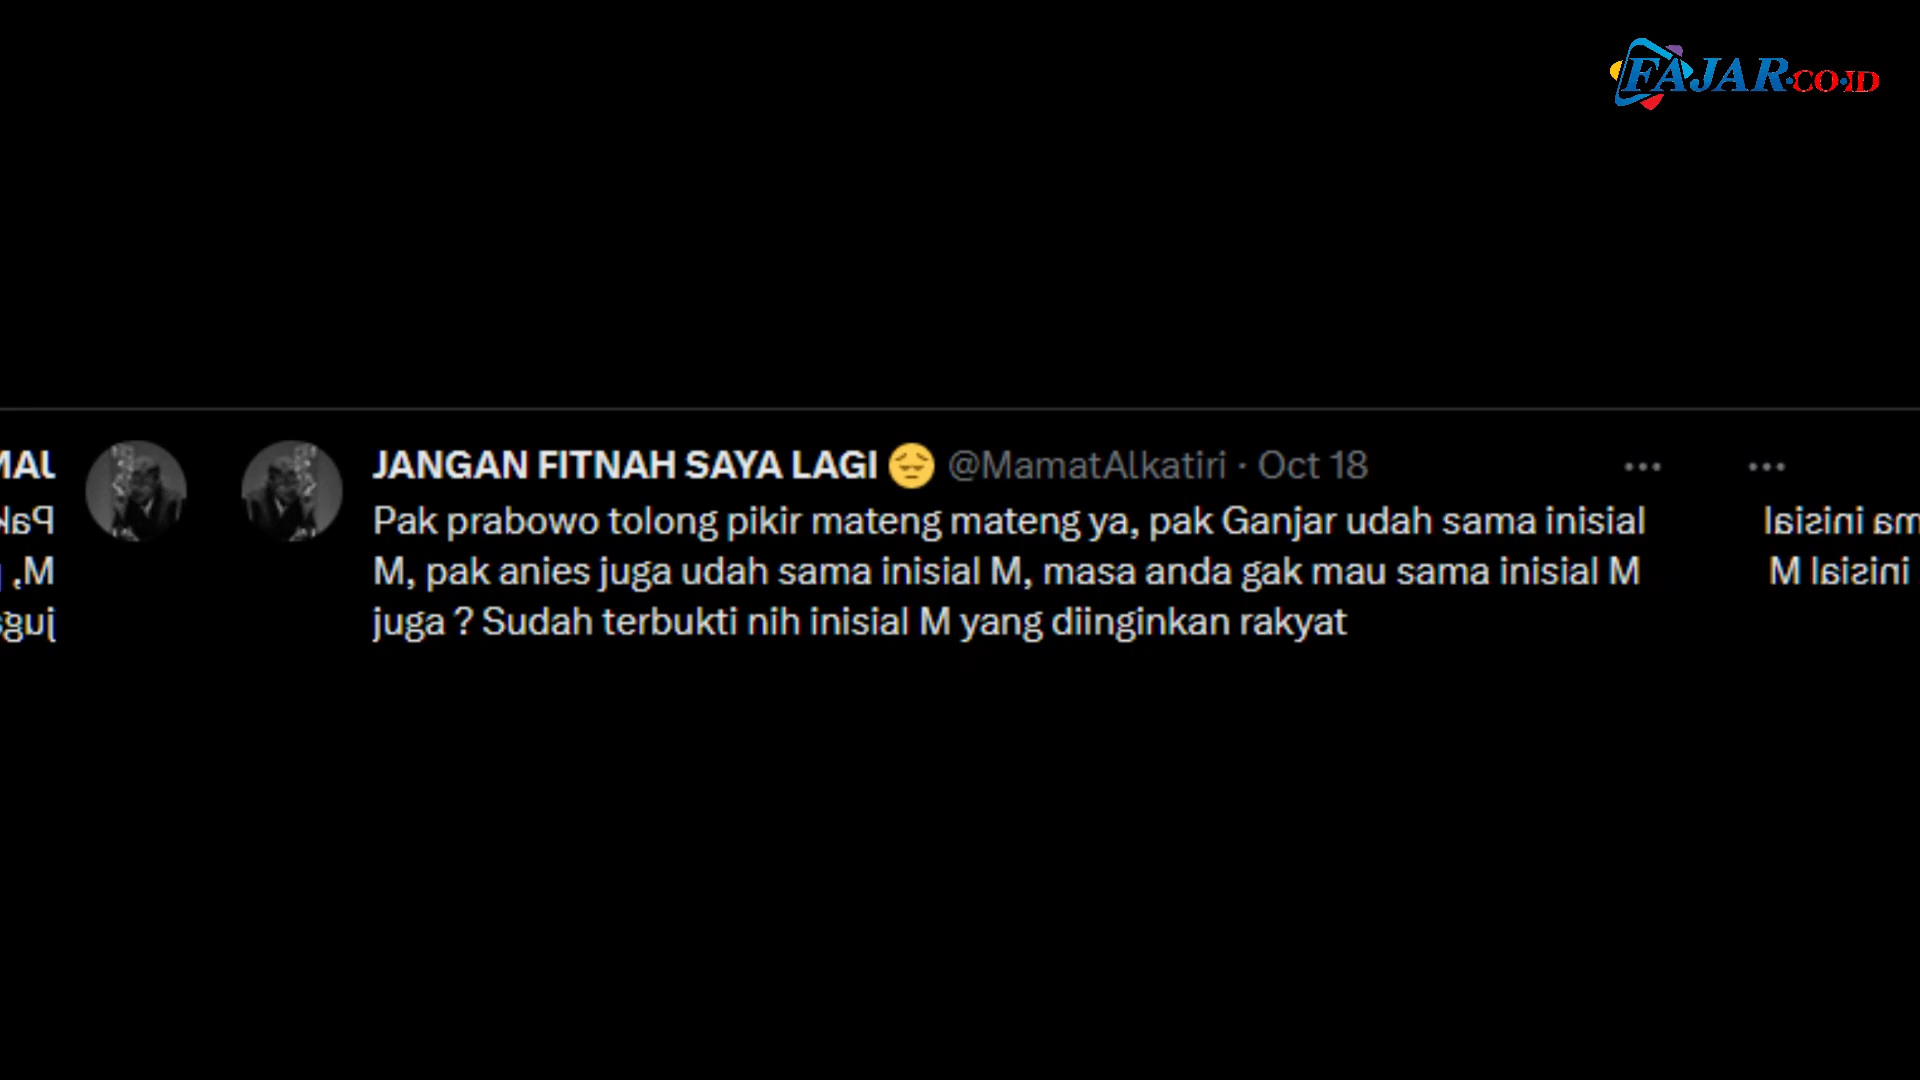 FAJAR.CO.ID
JANGAN FITNAH SAYA LAGI 😔 @MamatAlkatiri · Oct 18
Pak prabowo tolong pikir mateng mateng ya, pak Ganjar udah sama inisial
M, pak anies juga udah sama inisial M, masa anda gak mau sama inisial M
juga ? Sudah terbukti nih inisial M yang diinginkan rakyat